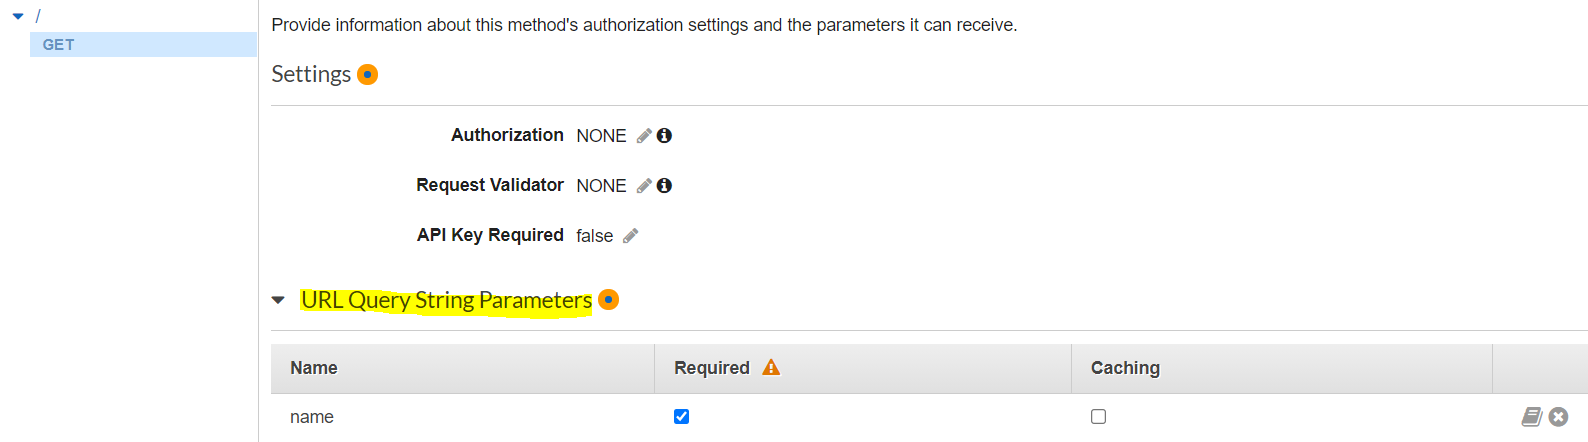 /
GET
Provide information about this method's authorization settings and the parameters it can receive.
Settings
Authorization NONE
Request Validator NONE
API Key Required false
URL Query String Parameters
Name Required Caching
name